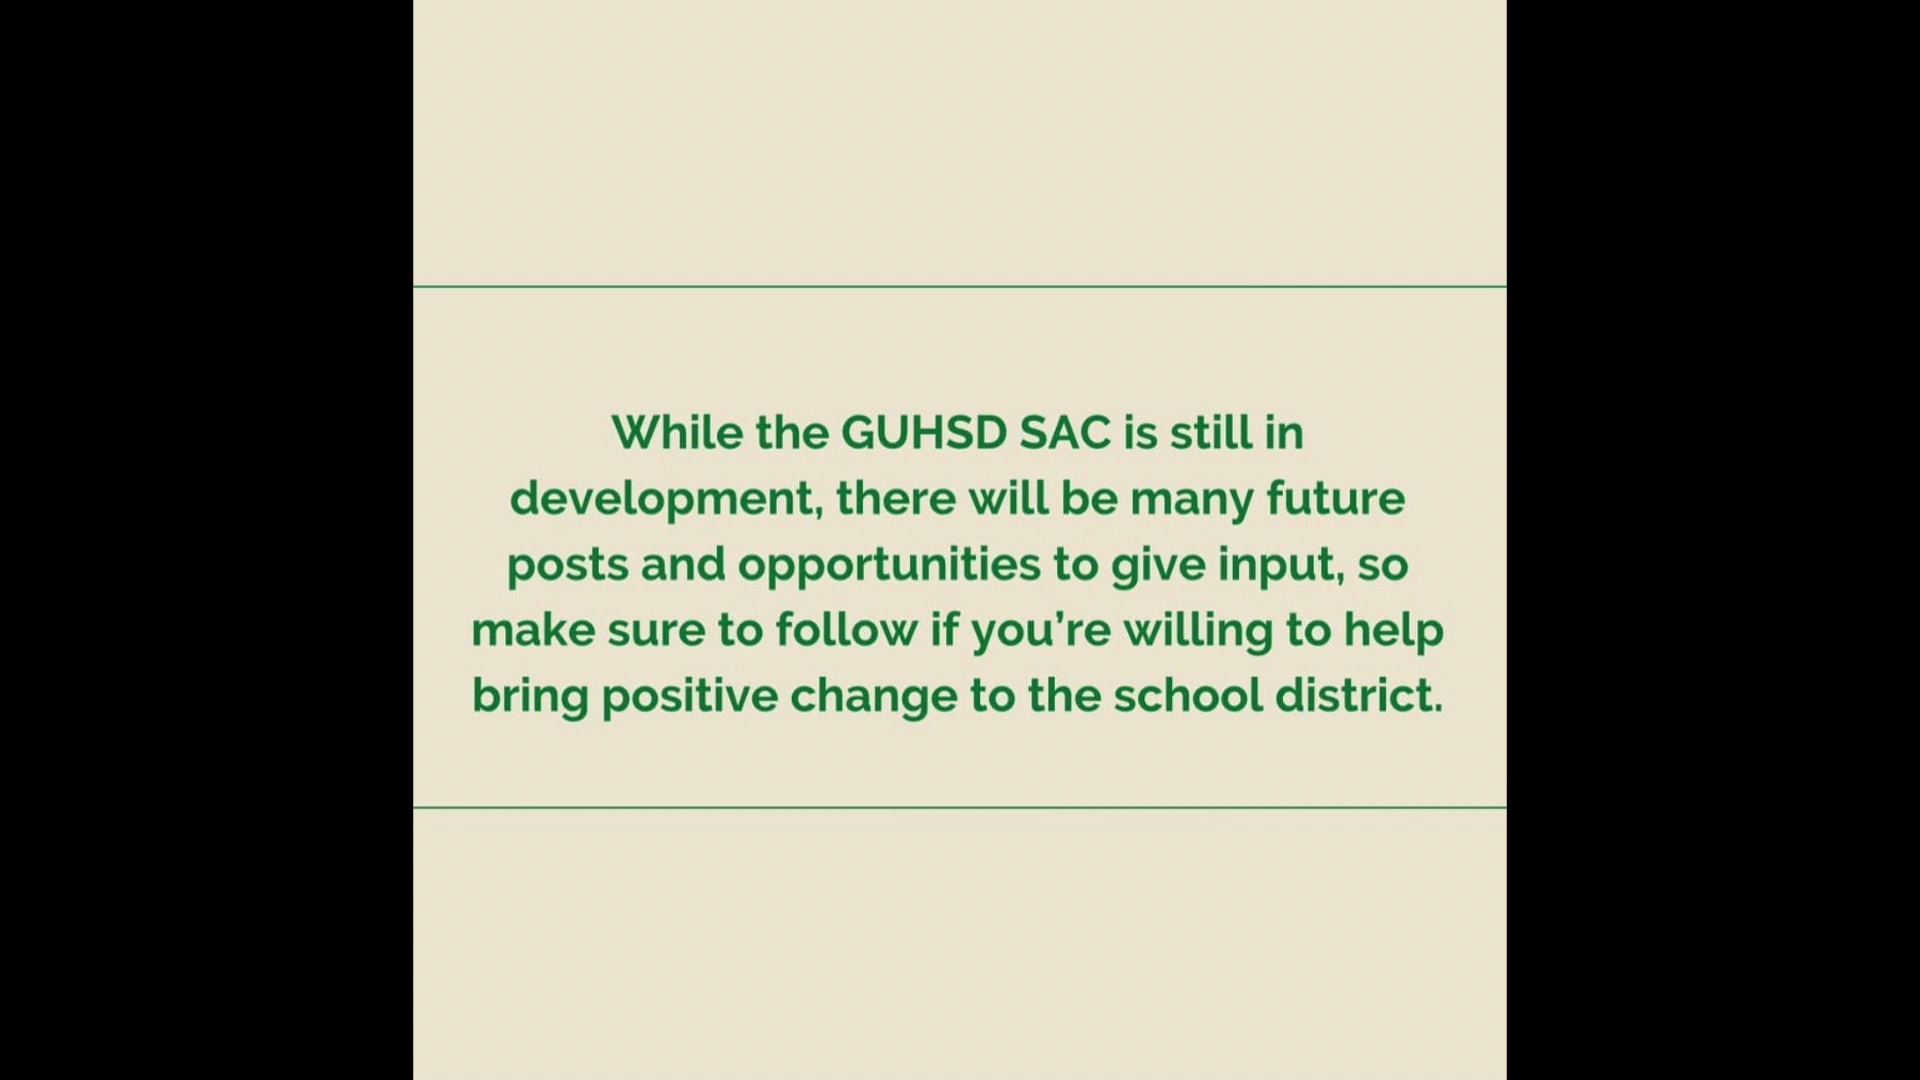 While the GUHSD SAC is still in
development, there will be many future
posts and opportunities to give input, so
make sure to follow if you’re willing to help
bring positive change to the school district.